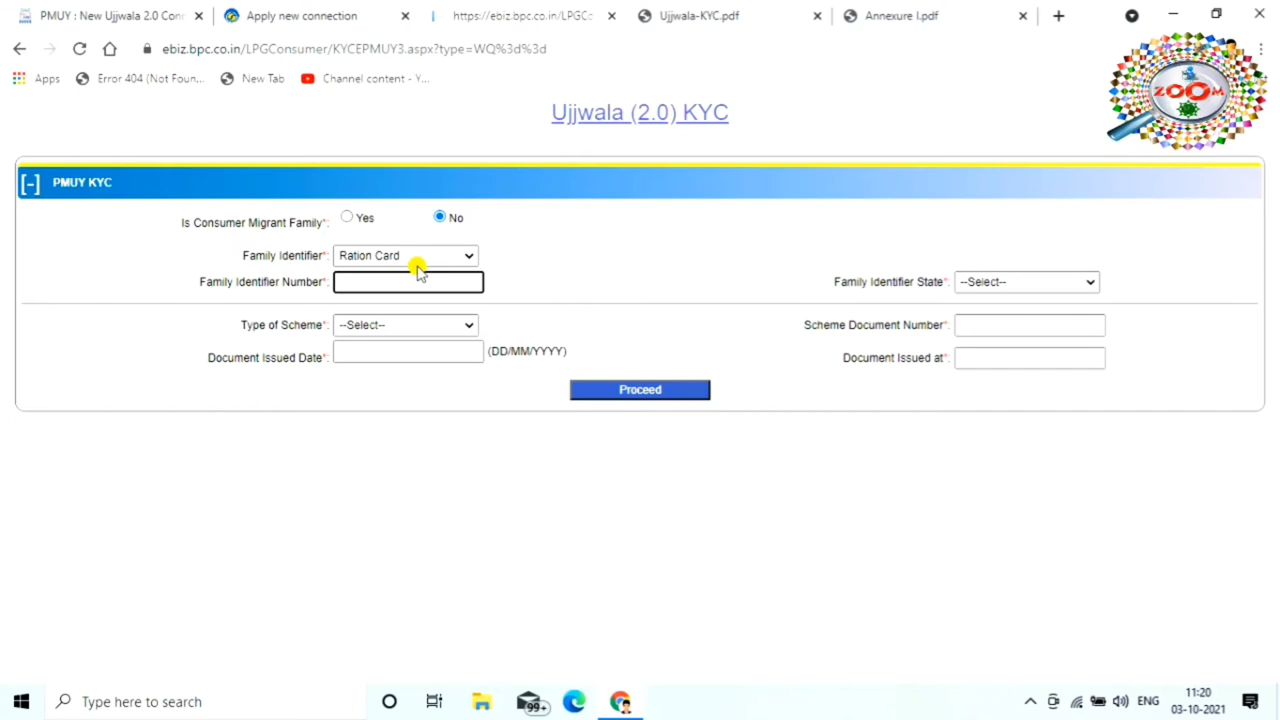 PMUY : New Ujjwala 2.0 Conn
Apply new connection
https://ebiz.bpc.co.in/LPGCo
Ujjwala-KYC.pdf
Annexure I.pdf
ebiz.bpc.co.in/LPGConsumer/KYCEPMUY3.aspx?type=WQ%3d%3d
Apps
Error 404 (Not Foun...
New Tab
Channel content - Y...
ZOOM
Ujjwala (2.0) KYC
[-] PMUY KYC
Is Consumer Migrant Family*: Yes No
Family Identifier*: Ration Card
Family Identifier Number*: Family Identifier State*: --Select--
Type of Scheme*: --Select-- Scheme Document Number*:
Document Issued Date*: (DD/MM/YYYY) Document Issued at*:
Proceed
Type here to search
99+
ENG
11:20
03-10-2021